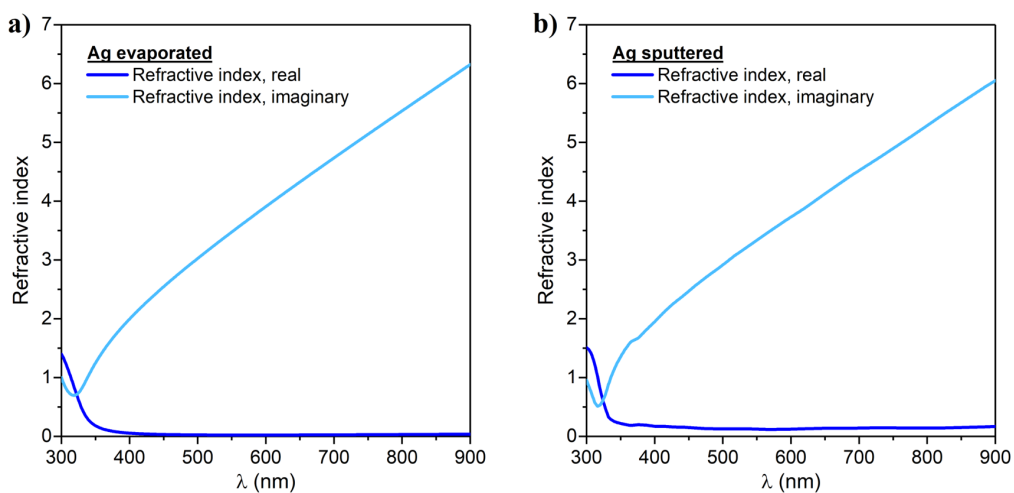 a)
Ag evaporated
Refractive index, real
Refractive index, imaginary
Refractive index
7
6
5
4
3
2
1
0
300 400 500 600 700 800 900
λ (nm)
b)
Ag sputtered
Refractive index, real
Refractive index, imaginary
Refractive index
7
6
5
4
3
2
1
0
300 400 500 600 700 800 900
λ (nm)